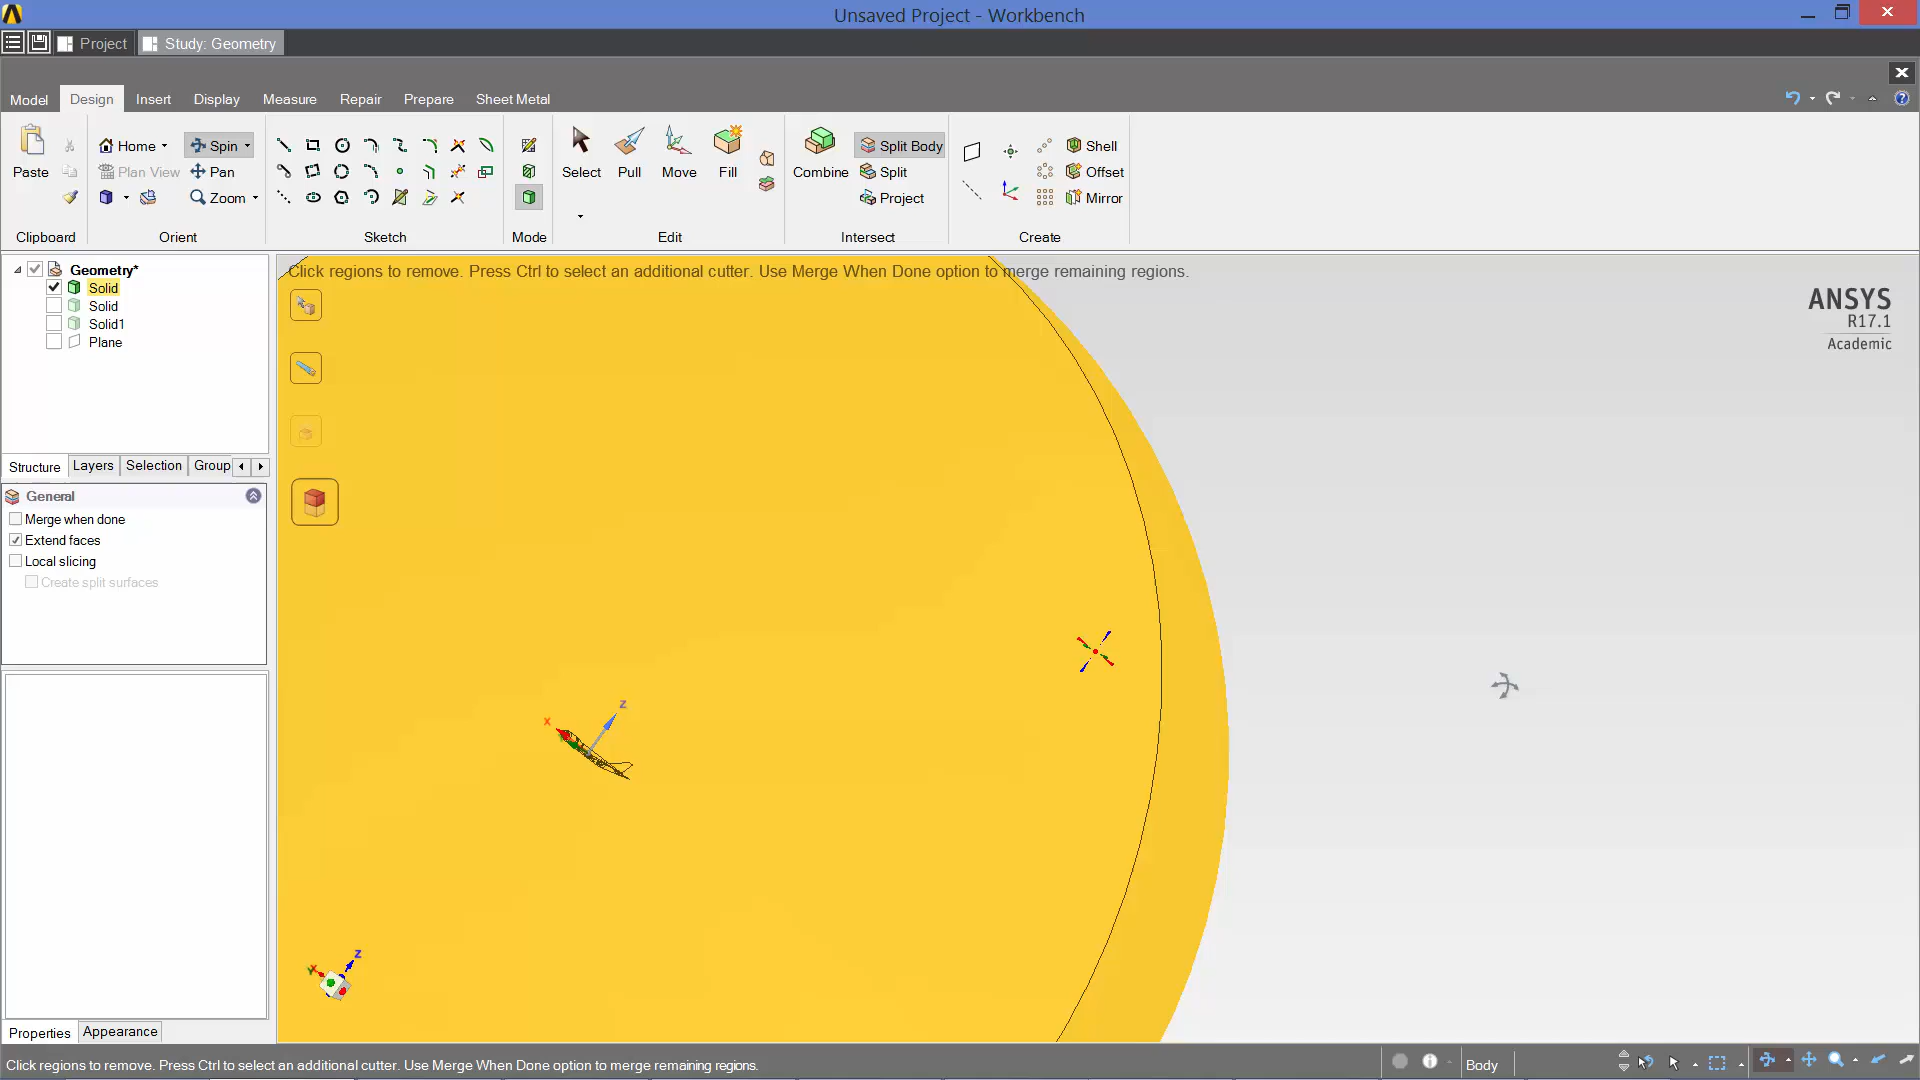 Unsaved Project - Workbench
Project
Study: Geometry
Model
Design
Insert
Display
Measure
Repair
Prepare
Sheet Metal
Paste
Home
Spin
Plan View
Pan
Zoom
Select
Pull
Move
Fill
Combine
Split Body
Split
Project
Shell
Offset
Mirror
Clipboard
Orient
Sketch
Mode
Edit
Intersect
Create
Geometry*
Solid
Solid
Solid1
Plane
Structure
Layers
Selection
Group
General
Merge when done
Extend faces
Local slicing
Create split surfaces
Properties
Appearance
Click regions to remove. Press Ctrl to select an additional cutter. Use Merge When Done option to merge remaining regions.
ANSYS
R17.1
Academic
X
Z
Y
X
Z
Click regions to remove. Press Ctrl to select an additional cutter. Use Merge When Done option to merge remaining regions.
Body